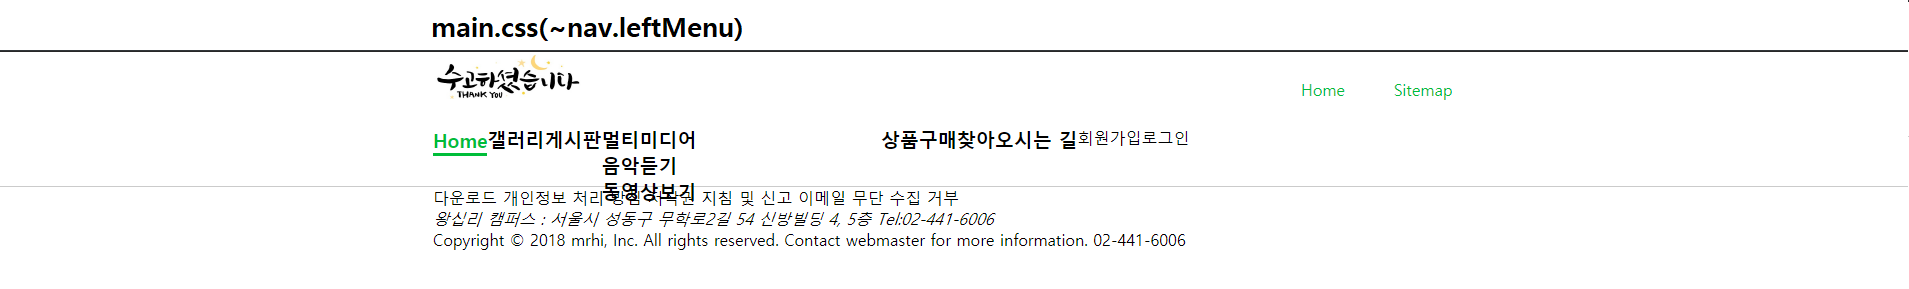 main.css(~nav.leftMenu)
수고하셨습니다
THANK YOU
Home Sitemap
Home갤러리게시판멀티미디어 상품구매찾아오시는 길회원가입로그인
음악듣기
동영상보기
다운로드 개인정보 처리 방침 저작권 지침 및 신고 이메일 무단 수집 거부
왕십리 캠퍼스 : 서울시 성동구 무학로2길 54 신방빌딩 4, 5층 Tel:02-441-6006
Copyright © 2018 mrhi, Inc. All rights reserved. Contact webmaster for more information. 02-441-6006